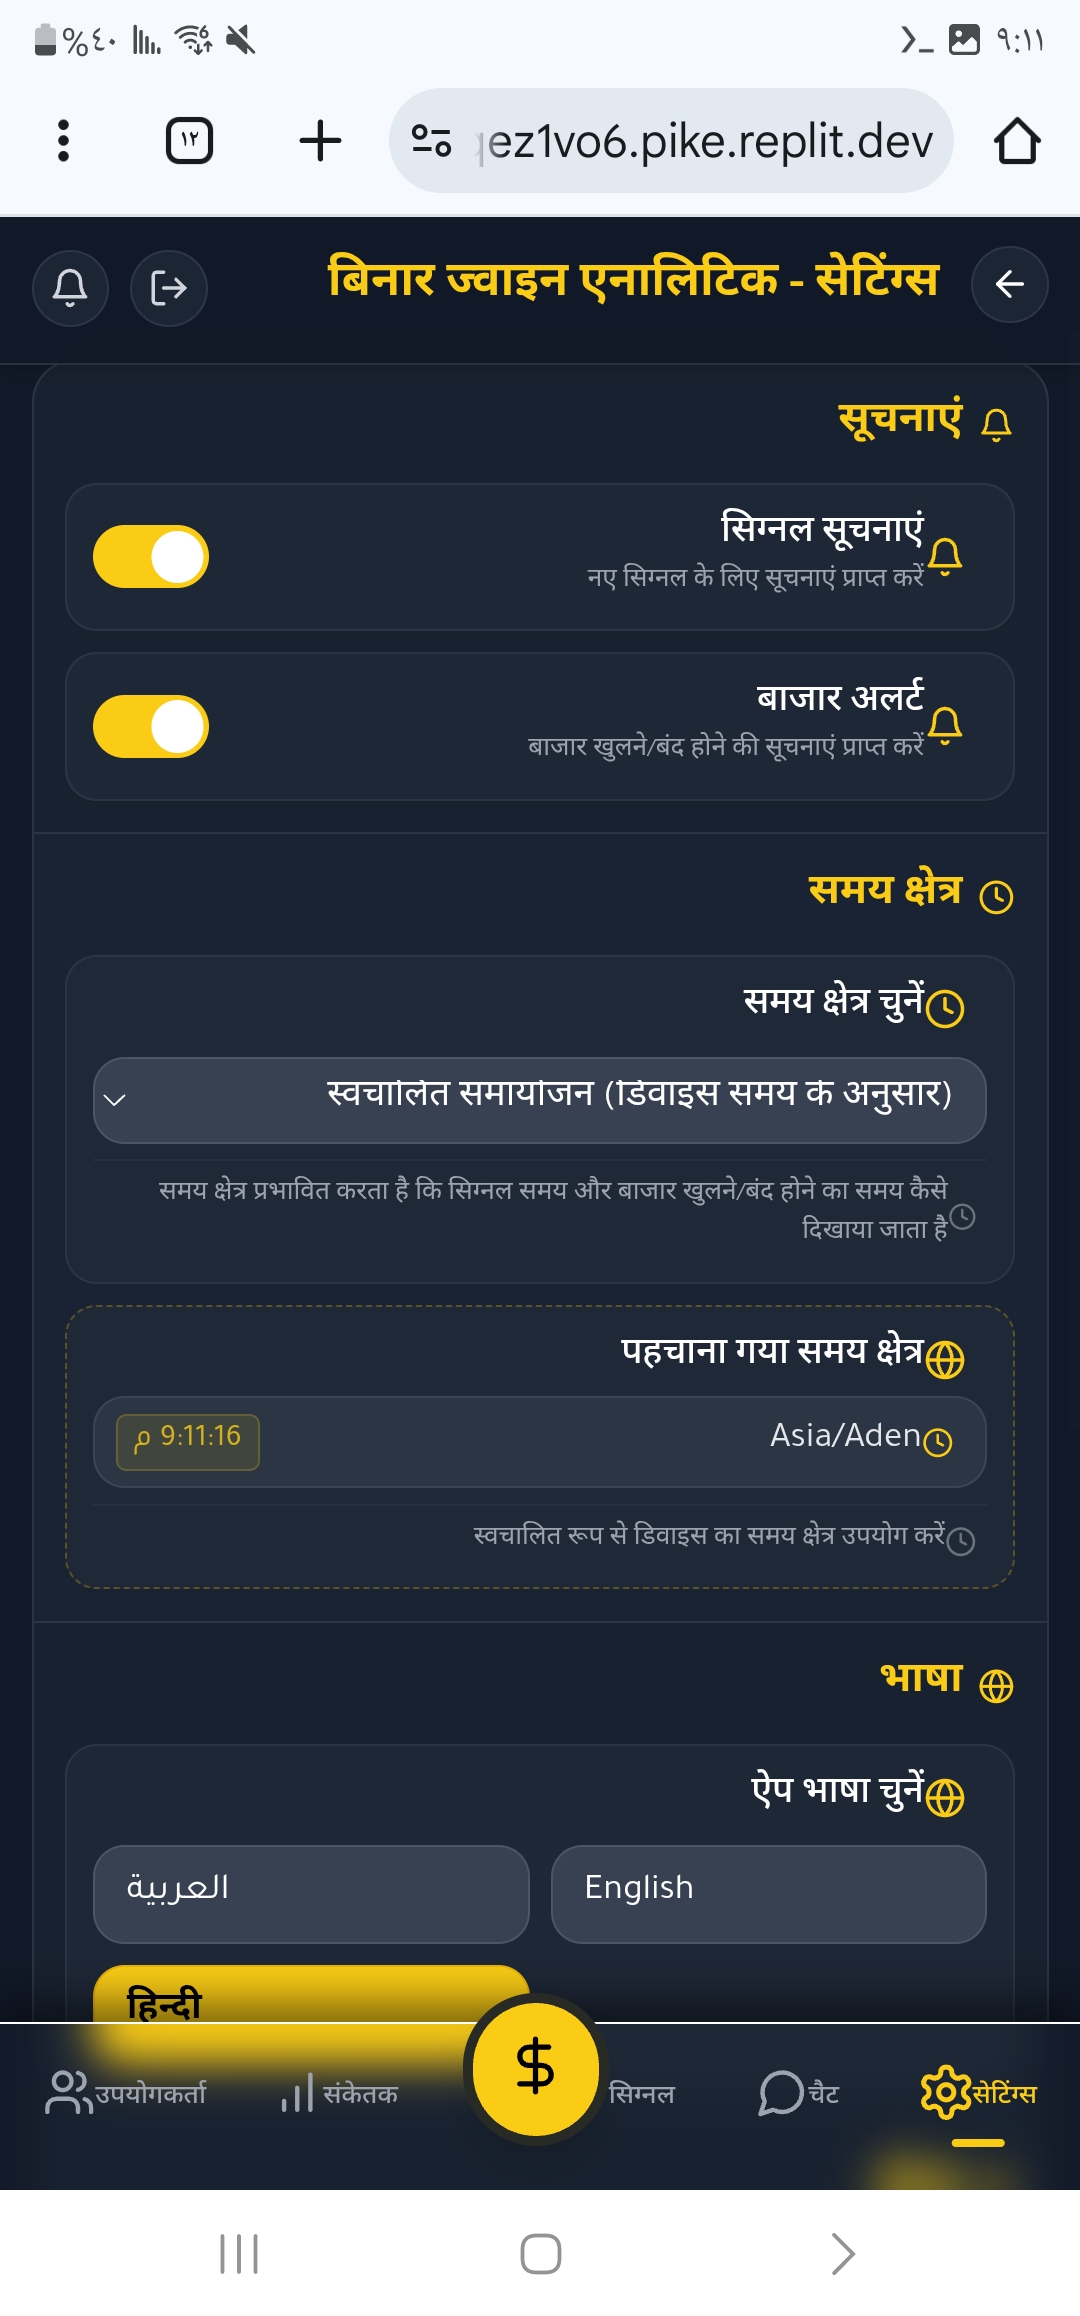 %٤٠
6
٩:١١
١٢
ez1vo6.pike.replit.dev
बिनार ज्वाइन एनालिटिक - सेटिंग्स
सूचनाएं
सिग्नल सूचनाएं
नए सिग्नल के लिए सूचनाएं प्राप्त करें
बाजार अलर्ट
बाजार खुलने/बंद होने की सूचनाएं प्राप्त करें
समय क्षेत्र
समय क्षेत्र चुनें
स्वचालित समायोजन (डिवाइस समय के अनुसार)
समय क्षेत्र प्रभावित करता है कि सिग्नल समय और बाजार खुलने/बंद होने का समय कैसे
दिखाया जाता है
पहचाना गया समय क्षेत्र
Asia/Aden
9:11:16 م
स्वचालित रूप से डिवाइस का समय क्षेत्र उपयोग करें
भाषा
ऐप भाषा चुनें
العربية
English
हिन्दी
$
उपयोगकर्ता
संकेतक
सिग्नल
चैट
सेटिंग्स